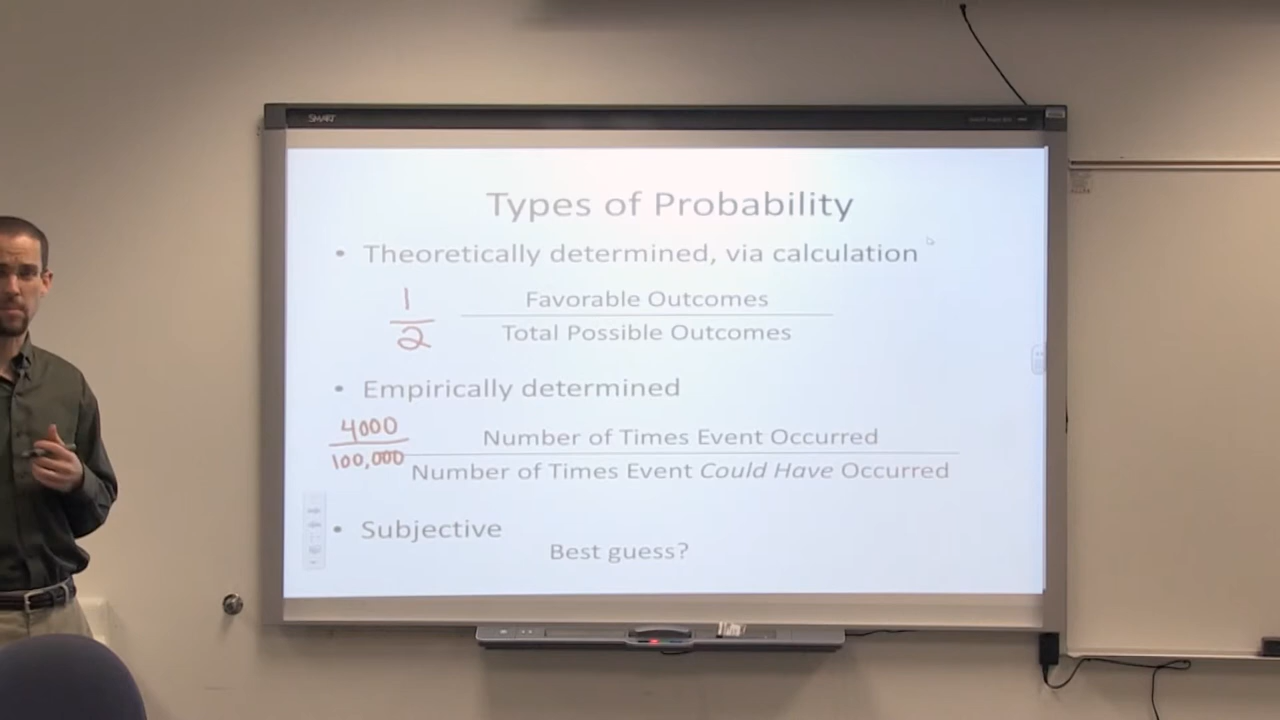 SMART
Types of Probability
• Theoretically determined, via calculation
1
2
Favorable Outcomes
Total Possible Outcomes
• Empirically determined
4000
100,000
Number of Times Event Occurred
Number of Times Event Could Have Occurred
• Subjective
Best guess?